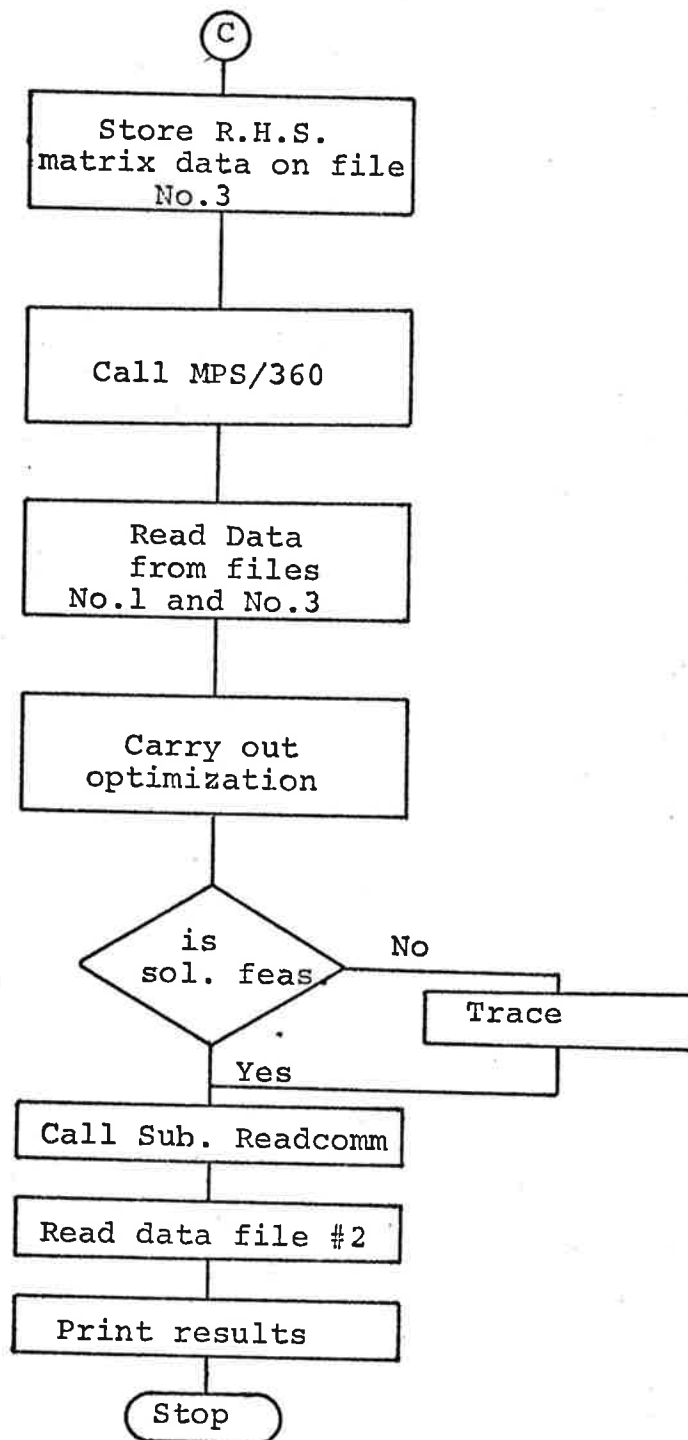 C
Store R.H.S.
matrix data on file
No.3
Call MPS/360
Read Data
from files
No.1 and No.3
Carry out
optimization
is
sol. feas.
No
Trace
Yes
Call Sub. Readcomm
Read data file #2
Print results
Stop